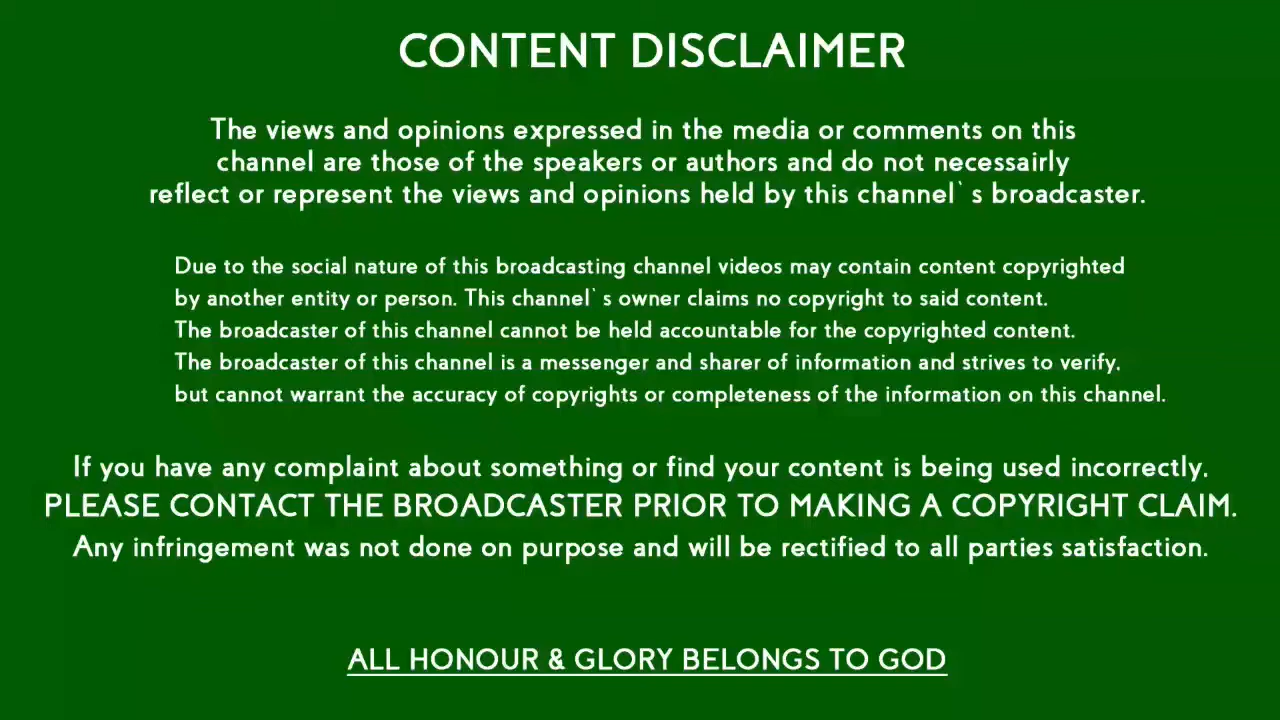 CONTENT DISCLAIMER
The views and opinions expressed in the media or comments on this
channel are those of the speakers or authors and do not necessairly
reflect or represent the views and opinions held by this channel`s broadcaster.
Due to the social nature of this broadcasting channel videos may contain content copyrighted
by another entity or person. This channel`s owner claims no copyright to said content.
The broadcaster of this channel cannot be held accountable for the copyrighted content.
The broadcaster of this channel is a messenger and sharer of information and strives to verify,
but cannot warrant the accuracy of copyrights or completeness of the information on this channel.
If you have any complaint about something or find your content is being used incorrectly.
PLEASE CONTACT THE BROADCASTER PRIOR TO MAKING A COPYRIGHT CLAIM.
Any infringement was not done on purpose and will be rectified to all parties satisfaction.
ALL HONOUR & GLORY BELONGS TO GOD